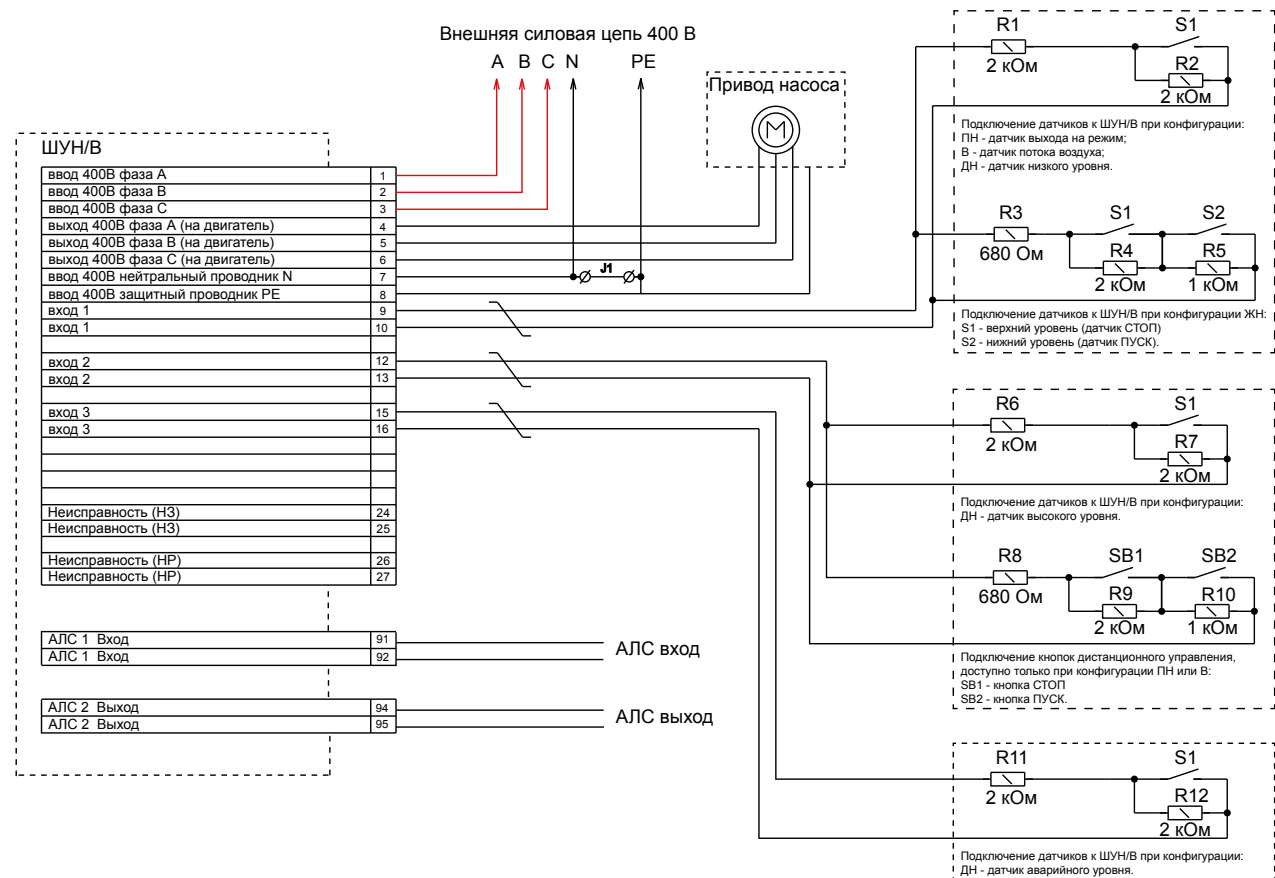 Внешняя силовая цепь 400 В
A B C N PE
Привод насоса
M
ШУН/В
ввод 400В фаза А 1
ввод 400В фаза В 2
ввод 400В фаза С 3
выход 400В фаза А (на двигатель) 4
выход 400В фаза В (на двигатель) 5
выход 400В фаза С (на двигатель) 6
ввод 400В нейтральный проводник N 7
ввод 400В защитный проводник PE 8
вход 1 9
вход 1 10
вход 2 12
вход 2 13
вход 3 15
вход 3 16
Неисправность (НЗ) 24
Неисправность (НЗ) 25
Неисправность (НР) 26
Неисправность (НР) 27
АЛС 1 Вход 91
АЛС 1 Вход 92
АЛС вход
АЛС 2 Выход 94
АЛС 2 Выход 95
АЛС выход
J1
R1 S1
2 кОм R2
2 кОм
Подключение датчиков к ШУН/В при конфигурации:
ПН - датчик выхода на режим;
В - датчик потока воздуха;
ДН - датчик низкого уровня.
R3 S1 S2
680 Ом R4 R5
2 кОм 1 кОм
Подключение датчиков к ШУН/В при конфигурации ЖН:
S1 - верхний уровень (датчик СТОП)
S2 - нижний уровень (датчик ПУСК).
R6 S1
2 кОм R7
2 кОм
Подключение датчиков к ШУН/В при конфигурации:
ДН - датчик высокого уровня.
R8 SB1 SB2
680 Ом R9 R10
2 кОм 1 кОм
Подключение кнопок дистанционного управления,
доступно только при конфигурации ПН или В:
SB1 - кнопка СТОП
SB2 - кнопка ПУСК.
R11 S1
2 кОм R12
2 кОм
Подключение датчиков к ШУН/В при конфигурации:
ДН - датчик аварийного уровня.